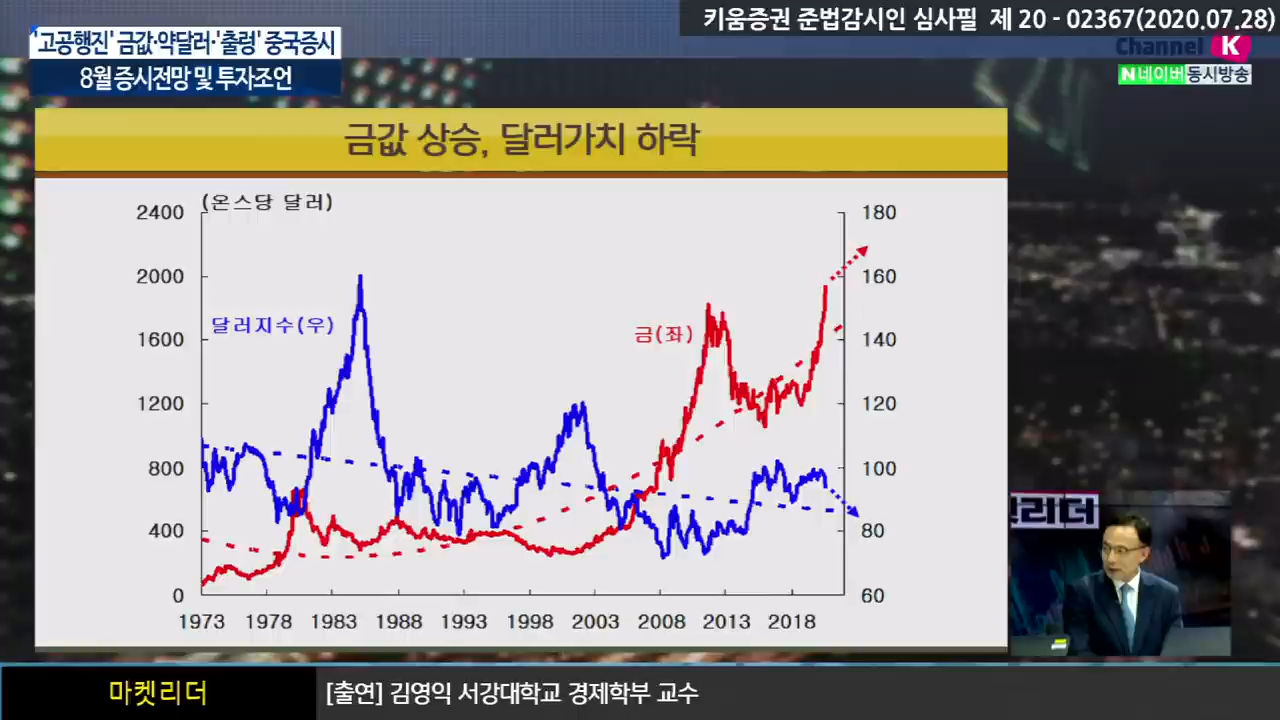 키움증권 준법감시인 심사필 제 20 - 02367(2020.07.28)
'고공행진' 금값·약달러·'출렁' 중국증시
8월 증시전망 및 투자조언
Channel K
N 네이버 동시방송
금값 상승, 달러가치 하락
(온스당 달러)
2400
2000
1600
1200
800
400
0
180
160
140
120
100
80
60
달러지수(우)
금(좌)
1973 1978 1983 1988 1993 1998 2003 2008 2013 2018
리더
마켓리더
[출연] 김영익 서강대학교 경제학부 교수